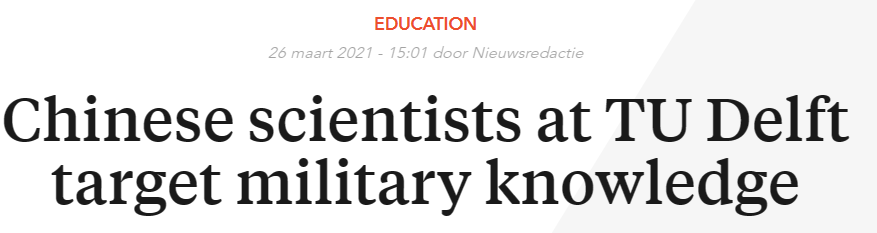 EDUCATION
26 maart 2021 - 15:01 door Nieuwsredactie
Chinese scientists at TU Delft
target military knowledge